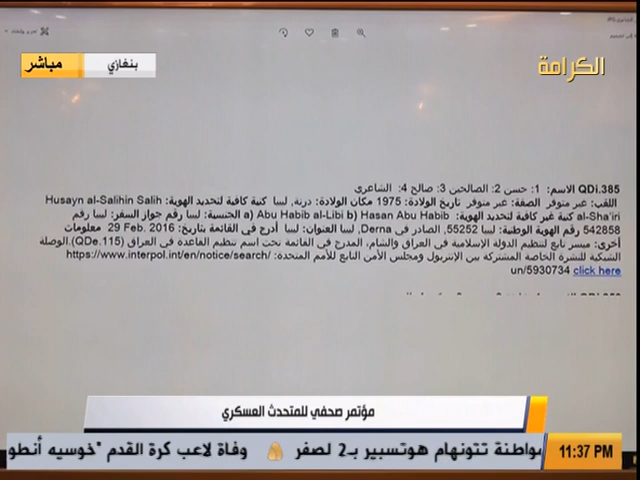 مباشر
بنغازي
الكرامة
QDi.385 الاسم: 1: حسن 2: الصالحين 3: صالح 4: الشاعري
اللقب: غير متوفر الصفة: غير متوفر تاريخ الولادة: 1975 مكان الولادة: درنة, ليبيا كنية كافية لتحديد الهوية: Husayn al-Salihin Salih
al-Sha'iri كنية غير كافية لتحديد الهوية: a) Abu Habib al-Libi b) Hasan Abu Habib الجنسية: ليبيا رقم جواز السفر: ليبيا رقم
542858 رقم الهوية الوطنية: ليبيا 55252, الصادر في Derna, ليبيا العنوان: ليبيا أدرج في القائمة بتاريخ: 29 Feb. 2016 معلومات
أخرى: ميسر تابع لتنظيم الدولة الإسلامية في العراق والشام, المدرج في القائمة تحت اسم تنظيم القاعدة في العراق (QDe.115).الوصلة
الشبكية للنشرة الخاصة المشتركة بين الإنتربول ومجلس الأمن التابع للأمم المتحدة: https://www.interpol.int/en/notice/search/
un/5930734 click here
مؤتمر صحفي للمتحدث العسكري
مواطنة تتونهام هوتسبير بـ2 لصفر وفاة لاعب كرة القدم "خوسيه أنطو
11:37 PM